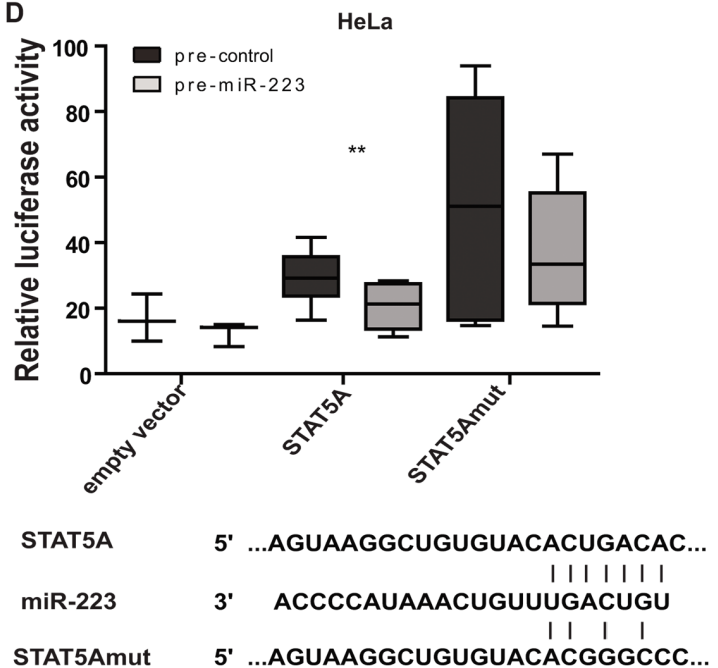 D
HeLa
Relative luciferase activity
100
80
60
40
20
0
pre-control
pre-miR-223
**
empty vector
STAT5A
STAT5Amut
STAT5A 5' ...AGUAAGGCUGUGUACACUGACAC...
miR-223 3' ACCCCAUAAACUGUUUGACUGU
STAT5Amut 5' ...AGUAAGGCUGUGUACACGGGCCC...